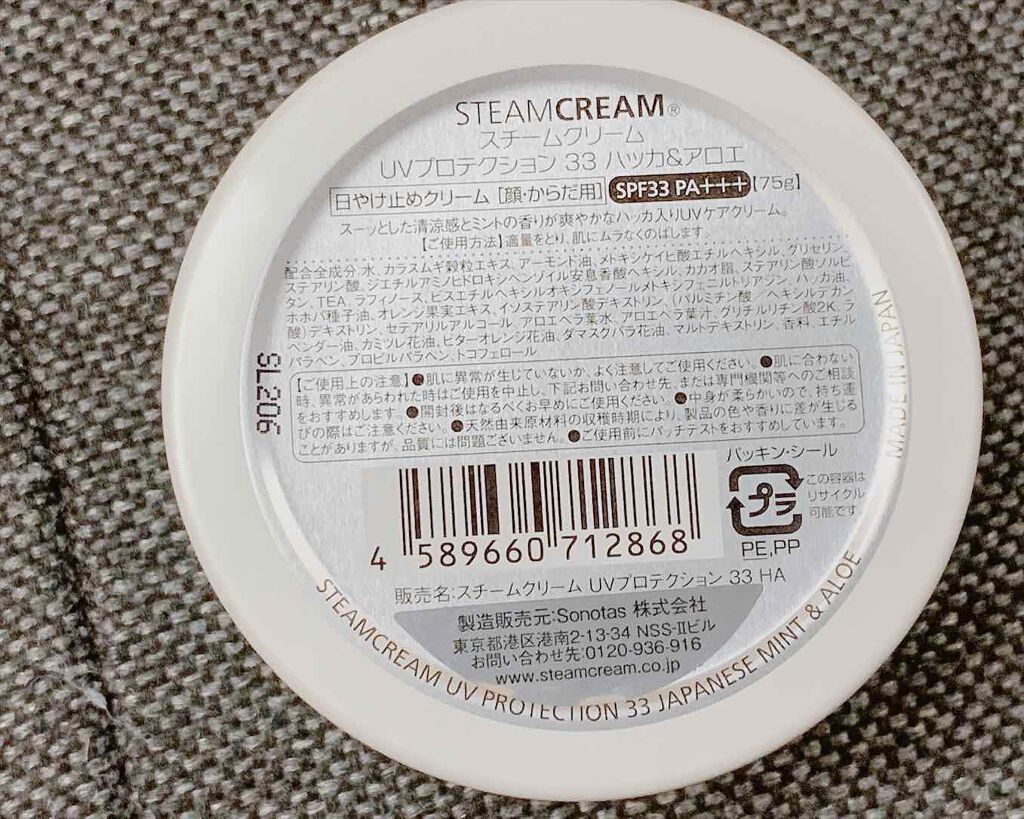 STEAMCREAM®
スチームクリーム
UVプロテクション 33 ハッカ&アロエ
日やけ止めクリーム [顔・からだ用] SPF33 PA+++ [75g]
スーッとした清涼感とミントの香りが爽やかなハッカ入りUVケアクリーム。
【ご使用方法】適量をとり、肌にムラなくのばします。
配合全成分:水、カラスムギ穀粒エキス、アーモンド油、メトキシケイヒ酸エチルヘキシル、グリセリン、
ステアリン酸、ジエチルアミノヒドロキシベンゾイル安息香酸ヘキシル、カカオ脂、ステアリン酸ソルビ
タン、TEA、ラフィノース、ビスエチルヘキシルオキシフェノールメトキシフェニルトリアジン、ハッカ油、
ホホバ種子油、オレンジ果実エキス、イソステアリン酸デキストリン、(パルミチン酸/エチルヘキサン
酸)デキストリン、セテアリルアルコール、アロエベラ葉水、アロエベラ葉汁、グリチルリチン酸2K、ラ
ベンダー油、カミツレ花油、ビターオレンジ花油、ダマスクバラ花油、マルトデキストリン、香料、エチル
パラベン、プロピルパラベン、トコフェロール
【ご使用上の注意】●肌に異常が生じていないか、よく注意してご使用ください。●肌に合わない
時、異常があらわれた時はご使用を中止し、下記お問い合わせ先、または専門機関等へのご相談
をおすすめします。●開封後はなるべくお早めにご使用ください。●中身が柔らかいので、持ち運
びの際はご注意ください。●天然由来原材料の収穫時期により、製品の色や香りに差が生じる
ことがありますが、品質には問題ございません。●ご使用前にパッチテストをおすすめしています。
SL206
MADE IN JAPAN
パッキン・シール
プラ
この容器は
リサイクル
可能です
PE,PP
4 589660 712868
販売名:スチームクリーム UVプロテクション 33 HA
製造販売元:Sonotas 株式会社
東京都港区港南2-13-34 NSS-Ⅱビル
お問い合わせ先:0120-936-916
www.steamcream.co.jp
STEAMCREAM UV PROTECTION 33 JAPANESE MINT & ALOE